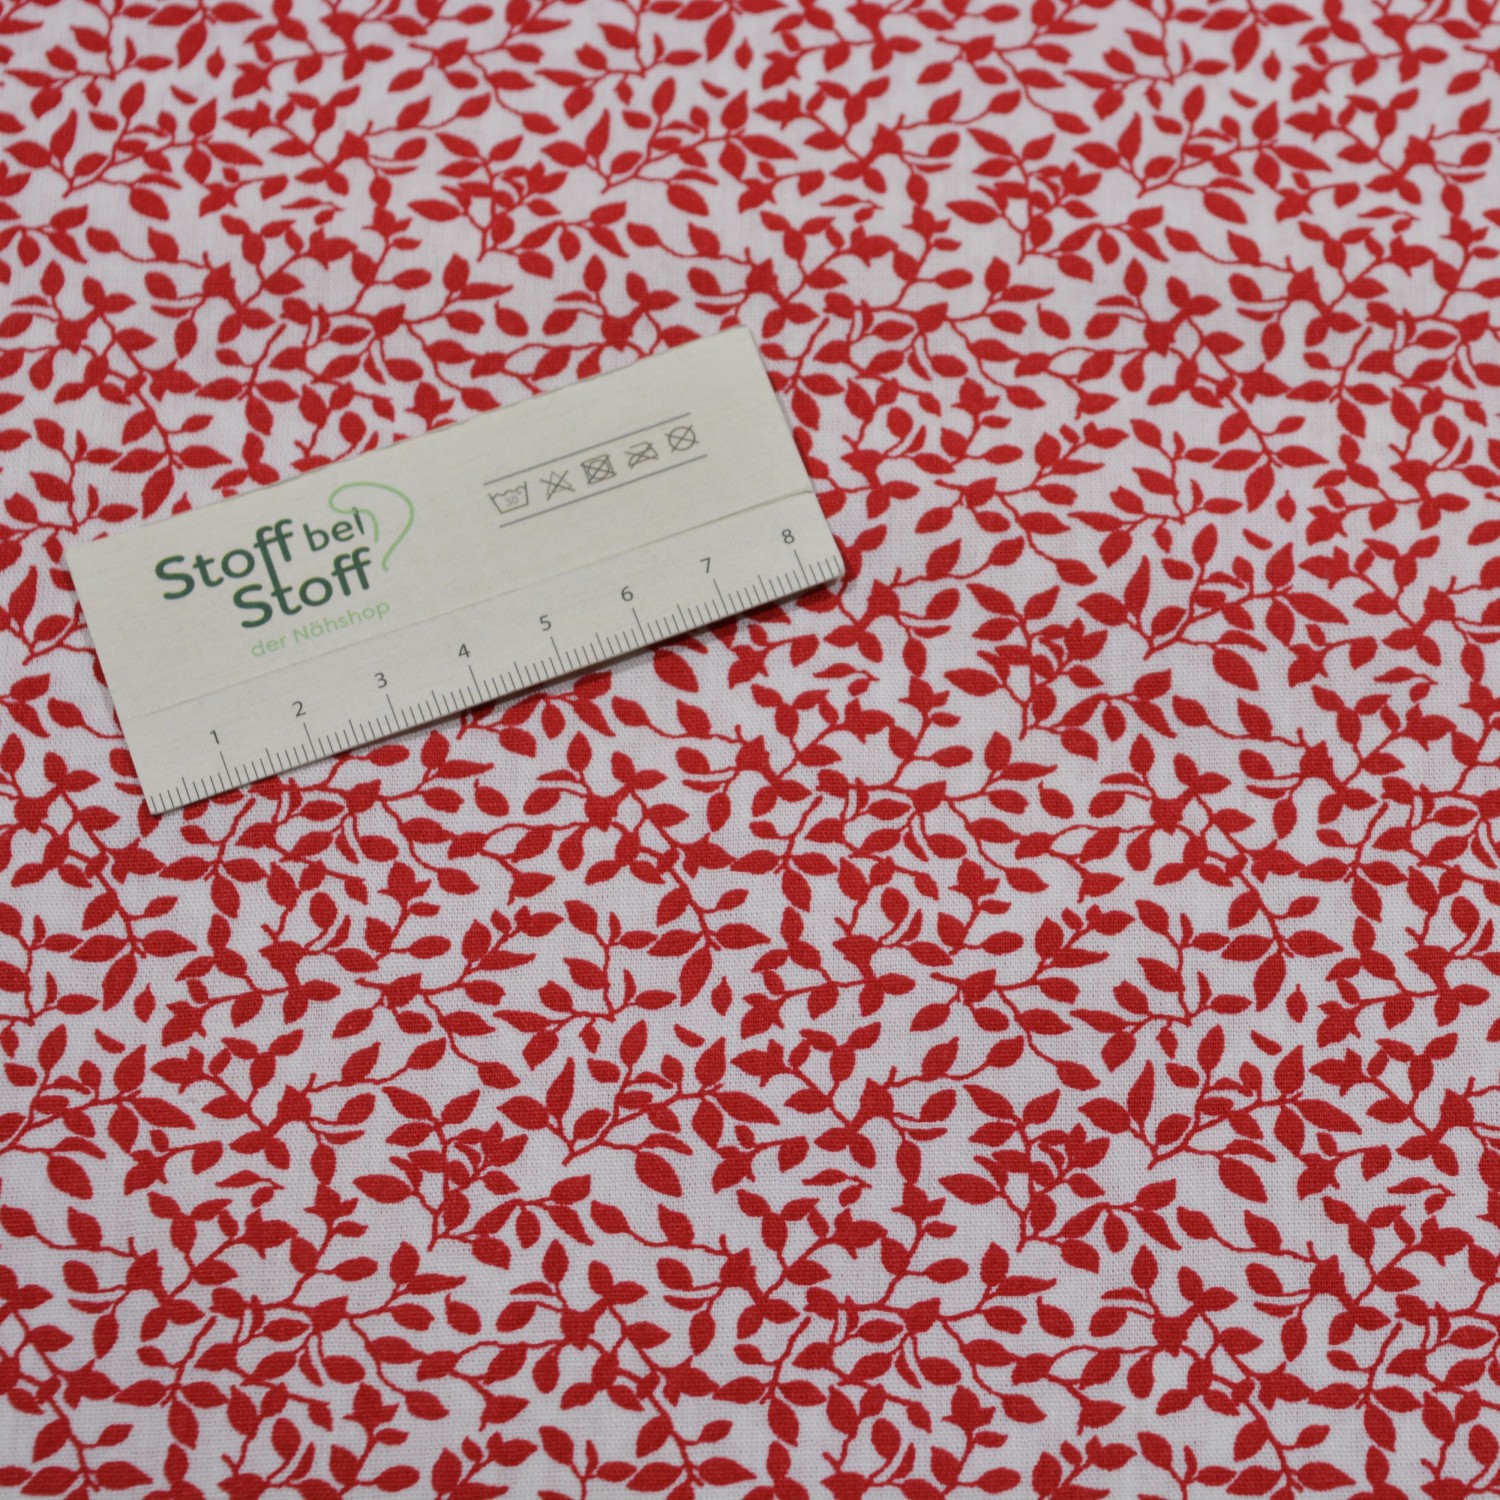 Stoff bei
Stoff
der Nähshop
30°
1 2 3 4 5 6 7 8